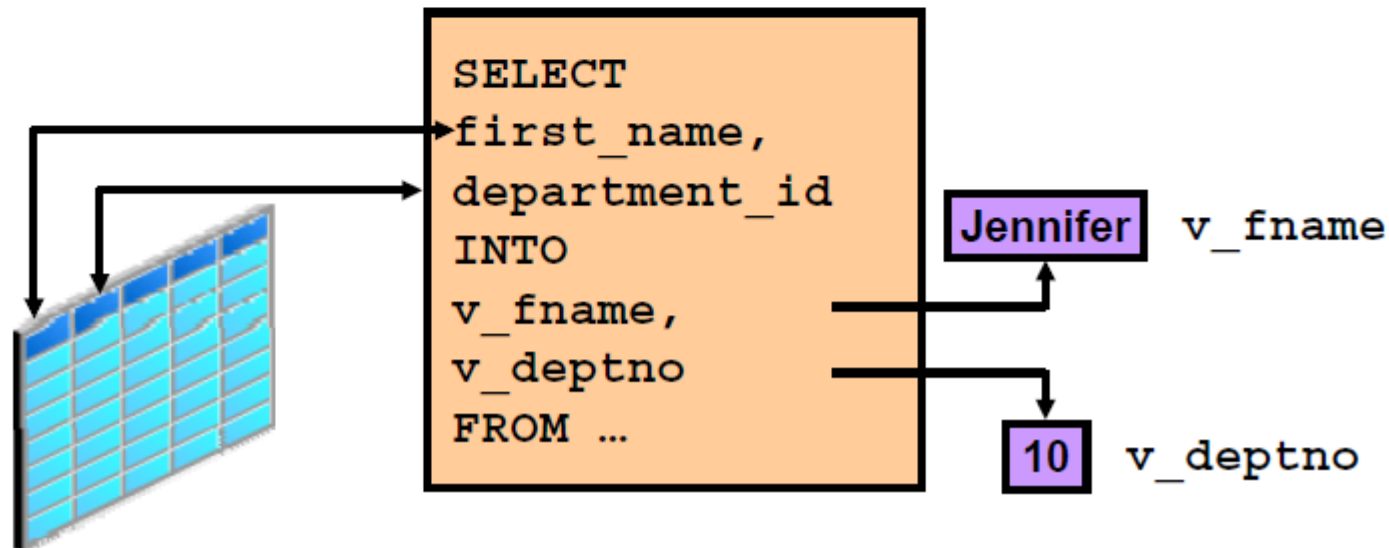 SELECT
first_name,
department_id
INTO
v_fname,
v_deptno
FROM …
Jennifer v_fname
10 v_deptno